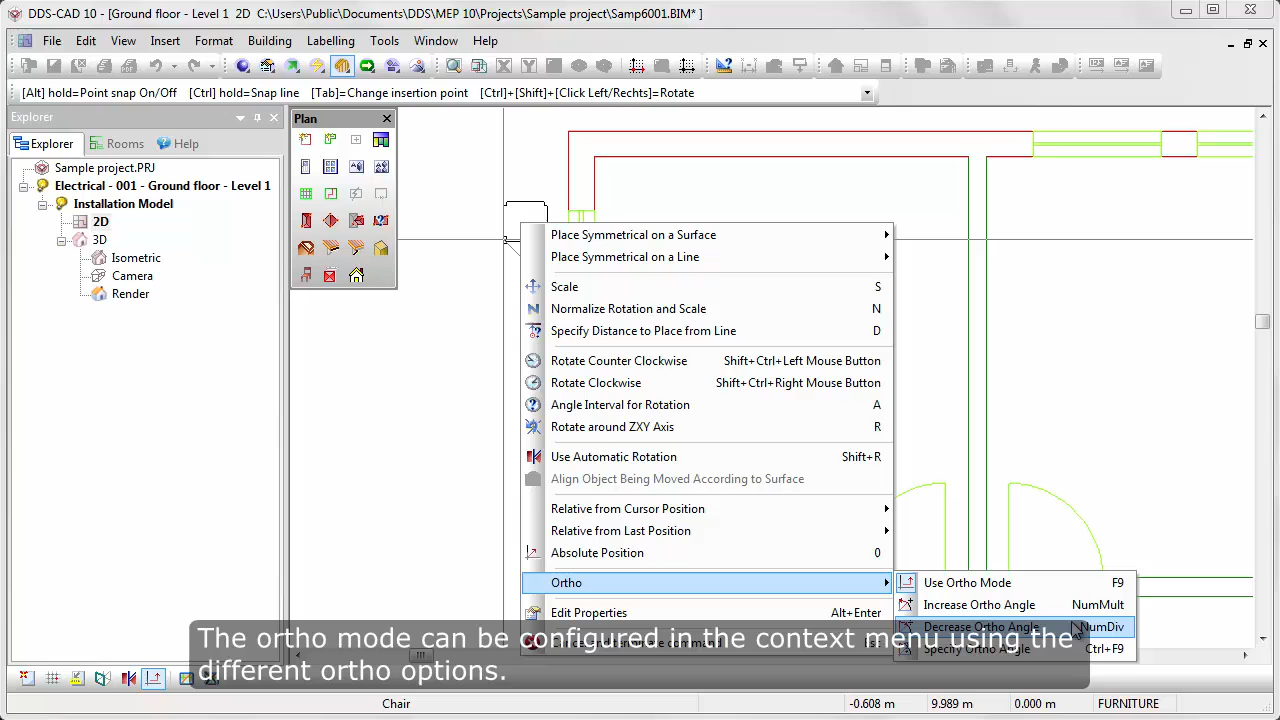 DDS-CAD 10 - [Ground floor - Level 1  2D  C:\Users\Public\Documents\DDS\MEP 10\Projects\Sample project\Samp6001.BIM* ]
File Edit View Insert Format Building Labelling Tools Window Help
[Alt] hold=Point snap On/Off [Ctrl] hold=Snap line [Tab]=Change insertion point [Ctrl]+[Shift]+[Click Left/Rechts]=Rotate
Explorer
Plan
Explorer Rooms Help
Sample project.PRJ
Electrical - 001 - Ground floor - Level 1
Installation Model
2D
3D
Isometric
Camera
Render
Place Symmetrical on a Surface
Place Symmetrical on a Line
Scale S
Normalize Rotation and Scale N
Specify Distance to Place from Line D
Rotate Counter Clockwise Shift+Ctrl+Left Mouse Button
Rotate Clockwise Shift+Ctrl+Right Mouse Button
Angle Interval for Rotation A
Rotate around ZXY Axis R
Use Automatic Rotation Shift+R
Align Object Being Moved According to Surface
Relative from Cursor Position
Relative from Last Position
Absolute Position 0
Ortho
Edit Properties Alt+Enter
Use Ortho Mode F9
Increase Ortho Angle NumMult
Decrease Ortho Angle NumDiv
Specify Ortho Angle Ctrl+F9
The ortho mode can be configured in the context menu using the
different ortho options.
Chair -0.608 m 9.989 m 0.000 m FURNITURE